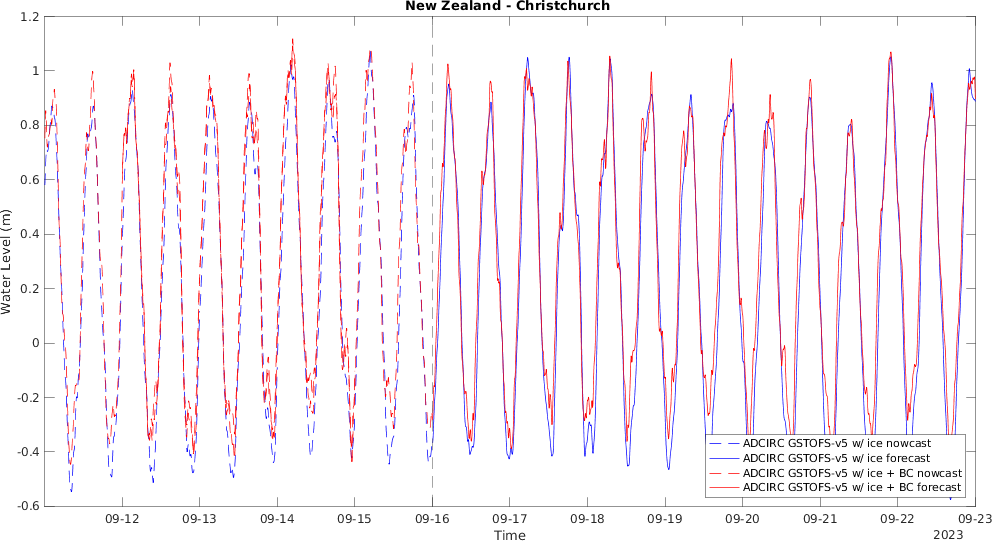 New Zealand - Christchurch
1.2
1
0.8
0.6
0.4
0.2
0
-0.2
-0.4
-0.6
Water Level (m)
ADCIRC GSTOFS-v5 w/ ice nowcast
ADCIRC GSTOFS-v5 w/ ice forecast
ADCIRC GSTOFS-v5 w/ ice + BC nowcast
ADCIRC GSTOFS-v5 w/ ice + BC forecast
09-12 09-13 09-14 09-15 09-16 09-17 09-18 09-19 09-20 09-21 09-22 09-23
Time 2023